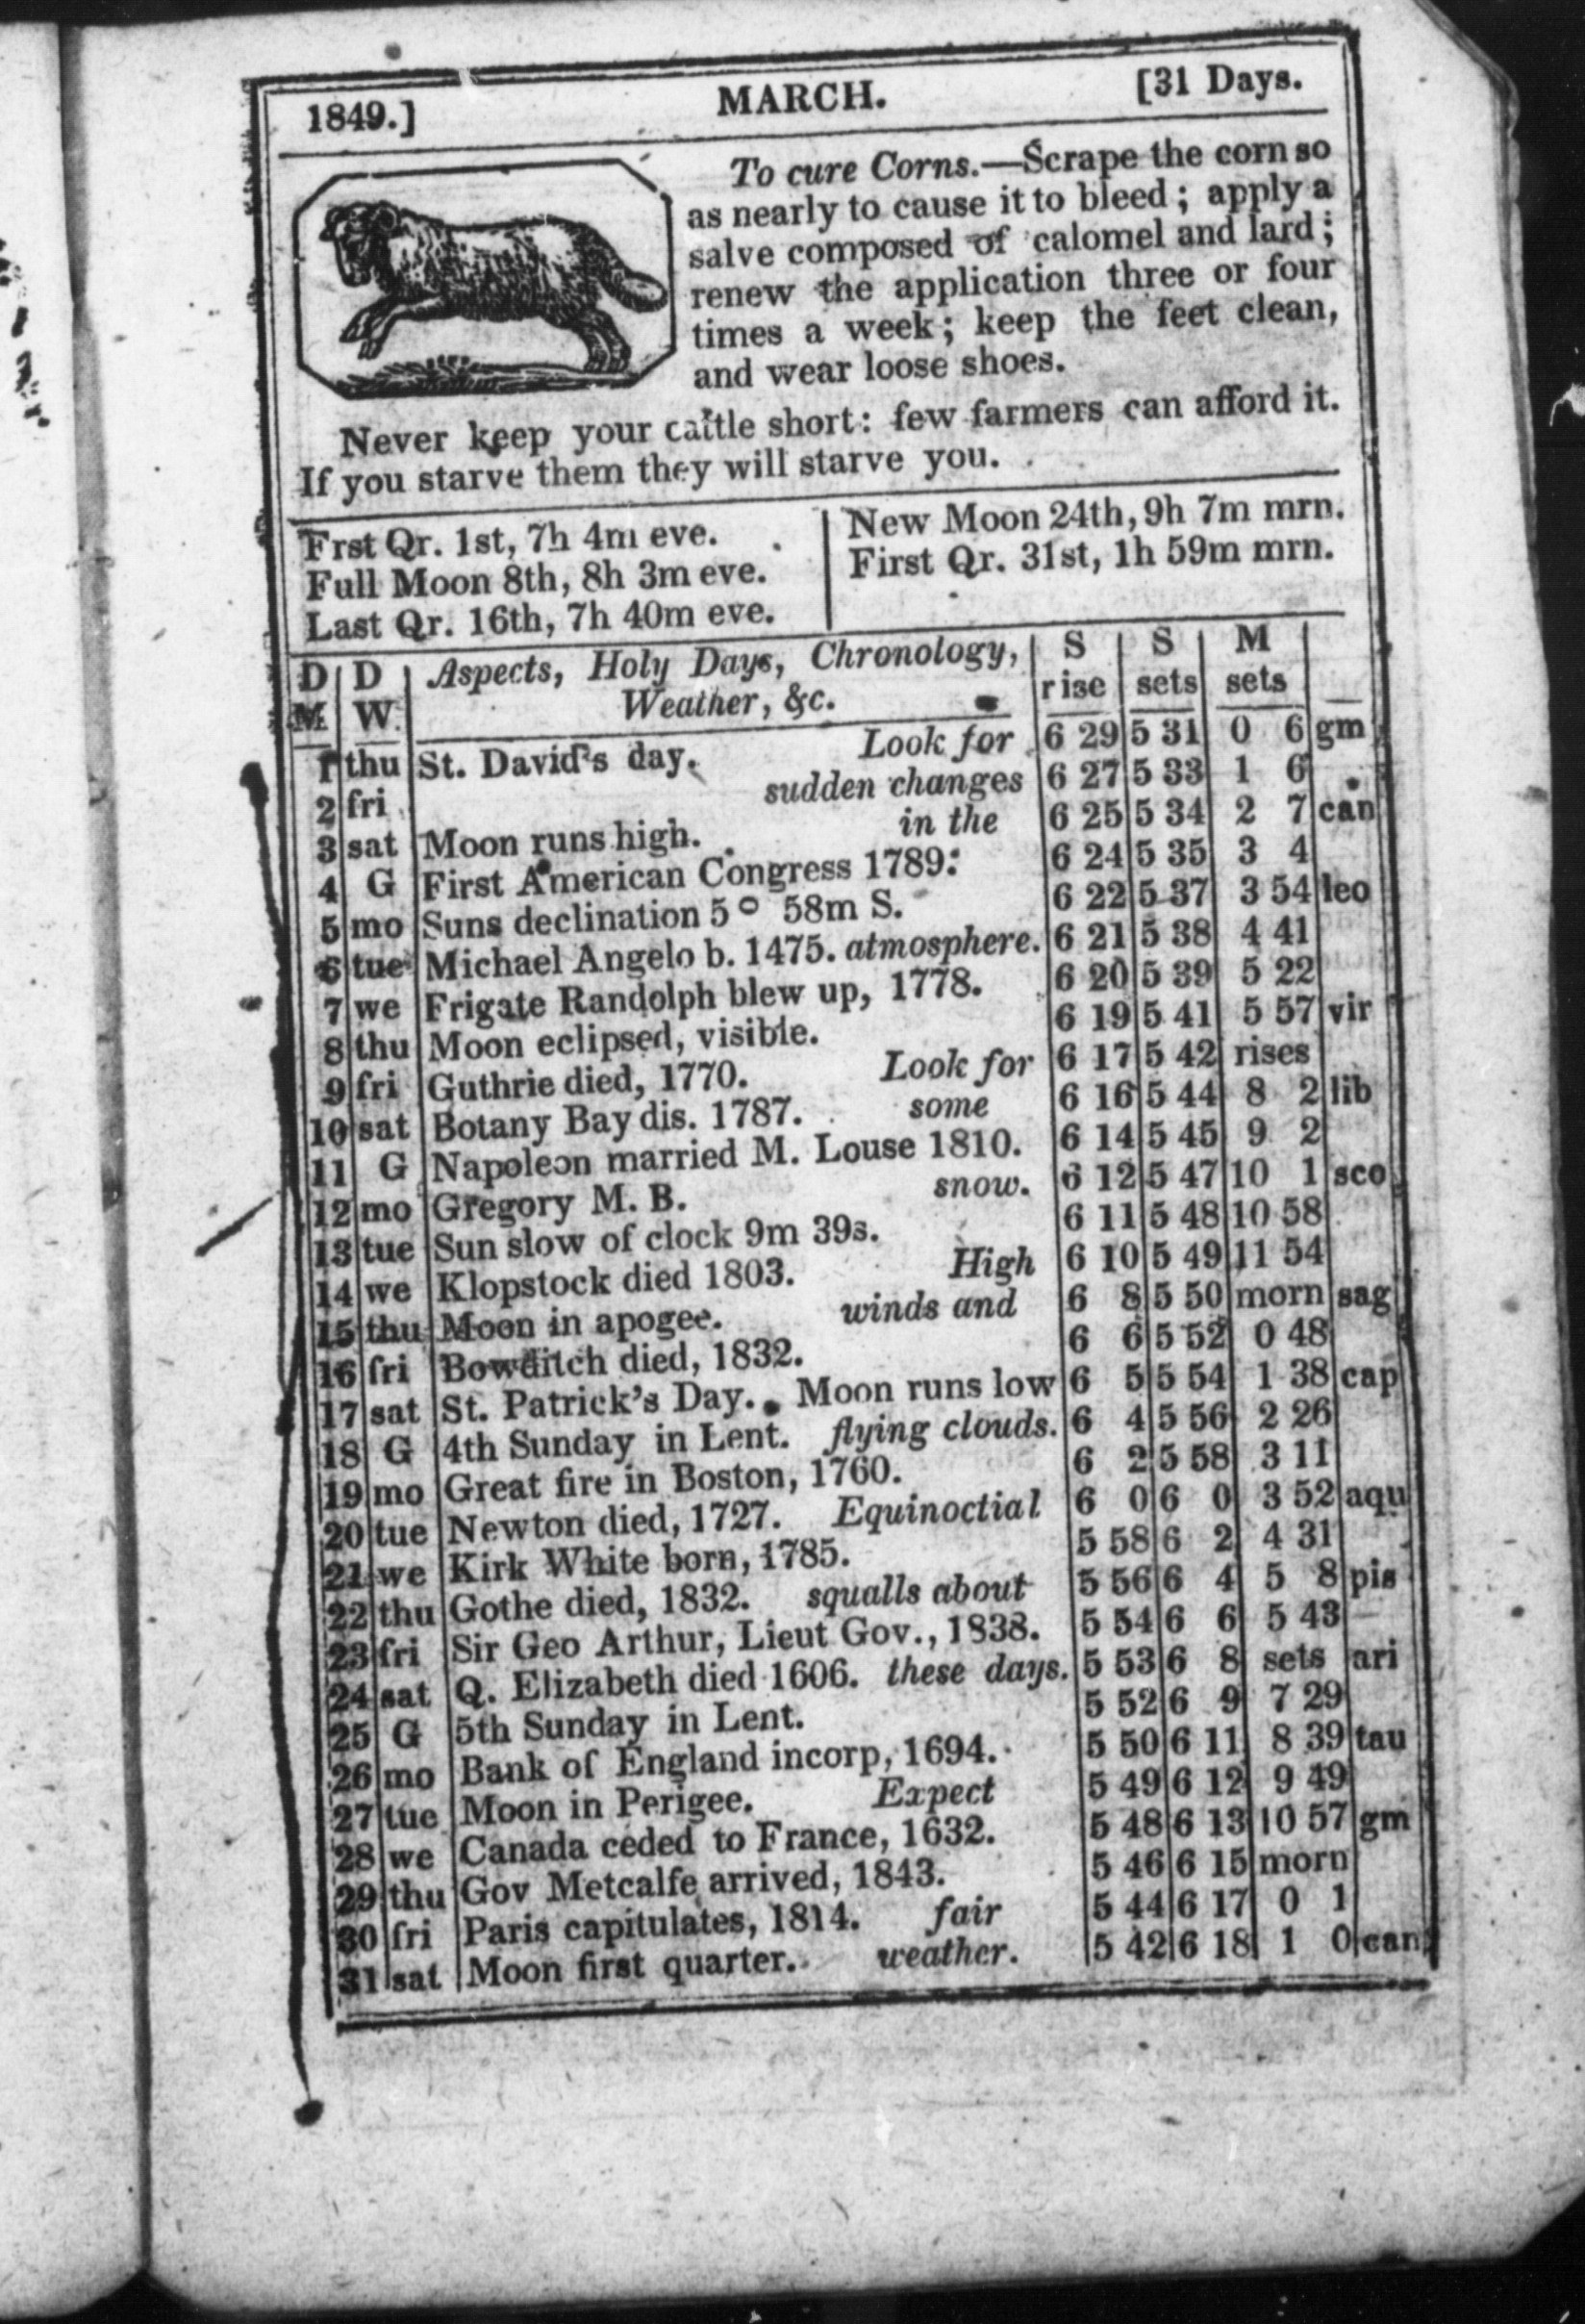 1849.] MARCH. [31 Days.
To cure Corns.—Scrape the corn so
as nearly to cause it to bleed; apply a
salve composed of calomel and lard;
renew the application three or four
times a week; keep the feet clean,
and wear loose shoes.
Never keep your cattle short: few farmers can afford it.
If you starve them they will starve you.
Frst Qr. 1st, 7h 4m eve.
Full Moon 8th, 8h 3m eve.
Last Qr. 16th, 7h 40m eve.
New Moon 24th, 9h 7m mrn.
First Qr. 31st, 1h 59m mrn.
D D Aspects, Holy Days, Chronology, S S M
M W. Weather, &c. rise sets sets
1 thu St. David's day. Look for 6 29 5 31 0 6 gm
2 fri sudden changes 6 27 5 33 1 6
3 sat Moon runs high. in the 6 25 5 34 2 7 can
4 G First American Congress 1789: 6 24 5 35 3 4
5 mo Suns declination 5° 58m S. 6 22 5 37 3 54 leo
6 tue Michael Angelo b. 1475. atmosphere. 6 21 5 38 4 41
7 we Frigate Randolph blew up, 1778. 6 20 5 39 5 22
8 thu Moon eclipsed, visible. 6 19 5 41 5 57 vir
9 fri Guthrie died, 1770. Look for 6 17 5 42 rises
10 sat Botany Bay dis. 1787. some 6 16 5 44 8 2 lib
11 G Napoleon married M. Louse 1810. 6 14 5 45 9 2
12 mo Gregory M. B. snow. 6 12 5 47 10 1 sco
13 tue Sun slow of clock 9m 39s. 6 11 5 48 10 58
14 we Klopstock died 1803. High 6 10 5 49 11 54
15 thu Moon in apogee. winds and 6 8 5 50 morn sag
16 fri Bowditch died, 1832. 6 6 5 52 0 48
17 sat St. Patrick's Day. Moon runs low 6 5 5 54 1 38 cap
18 G 4th Sunday in Lent. flying clouds. 6 4 5 56 2 26
19 mo Great fire in Boston, 1760. 6 2 5 58 3 11
20 tue Newton died, 1727. Equinoctial 6 0 6 0 3 52 aqu
21 we Kirk White born, 1785. 5 58 6 2 4 31
22 thu Gothe died, 1832. squalls about 5 56 6 4 5 8 pis
23 fri Sir Geo Arthur, Lieut Gov., 1838. 5 54 6 6 5 43
24 sat Q. Elizabeth died 1606. these days. 5 53 6 8 sets ari
25 G 5th Sunday in Lent. 5 52 6 9 7 29
26 mo Bank of England incorp, 1694. 5 50 6 11 8 39 tau
27 tue Moon in Perigee. Expect 5 49 6 12 9 49
28 we Canada ceded to France, 1632. 5 48 6 13 10 57 gm
29 thu Gov Metcalfe arrived, 1843. 5 46 6 15 morn
30 fri Paris capitulates, 1814. fair 5 44 6 17 0 1
31 sat Moon first quarter. weather. 5 42 6 18 1 0 can